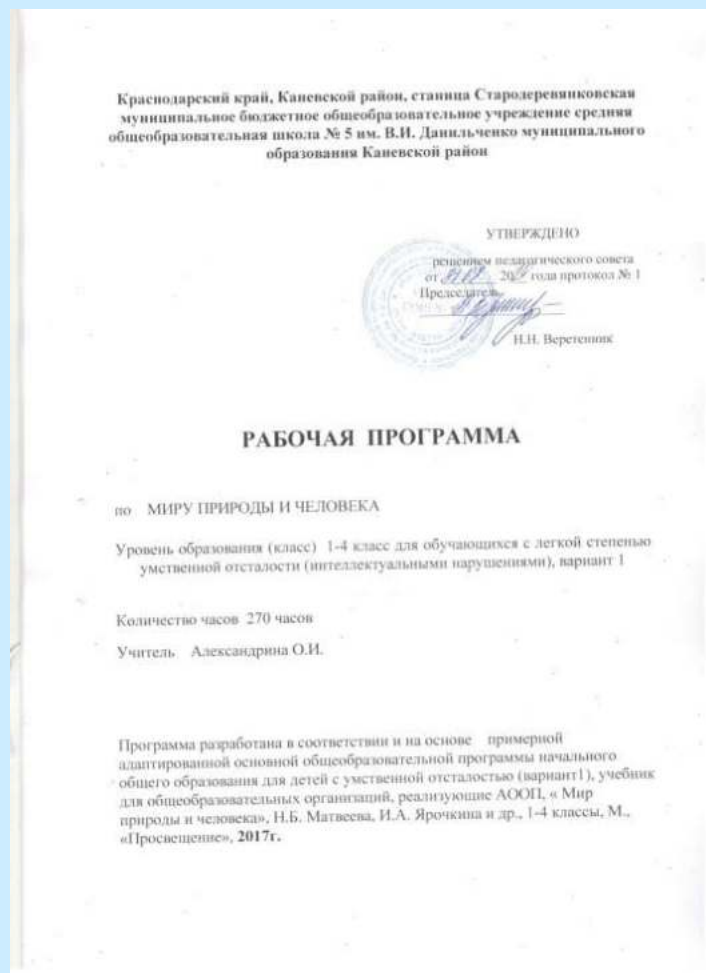 Краснодарский край, Каневской район, станица Стародеревянковская
муниципальное бюджетное общеобразовательное учреждение средняя
общеобразовательная школа № 5 им. В.И. Данильченко муниципального
образования Каневской район
УТВЕРЖДЕНО
решением педагогического совета
от 20 года протокол № 1
Председатель
Н.Н. Веретенник
РАБОЧАЯ ПРОГРАММА
по МИРУ ПРИРОДЫ И ЧЕЛОВЕКА
Уровень образования (класс) 1-4 класс для обучающихся с легкой степенью
умственной отсталости (интеллектуальными нарушениями), вариант 1
Количество часов 270 часов
Учитель Александрина О.И.
Программа разработана в соответствии и на основе примерной
адаптированной основной общеобразовательной программы начального
общего образования для детей с умственной отсталостью (вариант1), учебник
для общеобразовательных организаций, реализующие АООП, « Мир
природы и человека», Н.Б. Матвеева, И.А. Ярочкина и др., 1-4 классы, М.,
«Просвещение», 2017г.